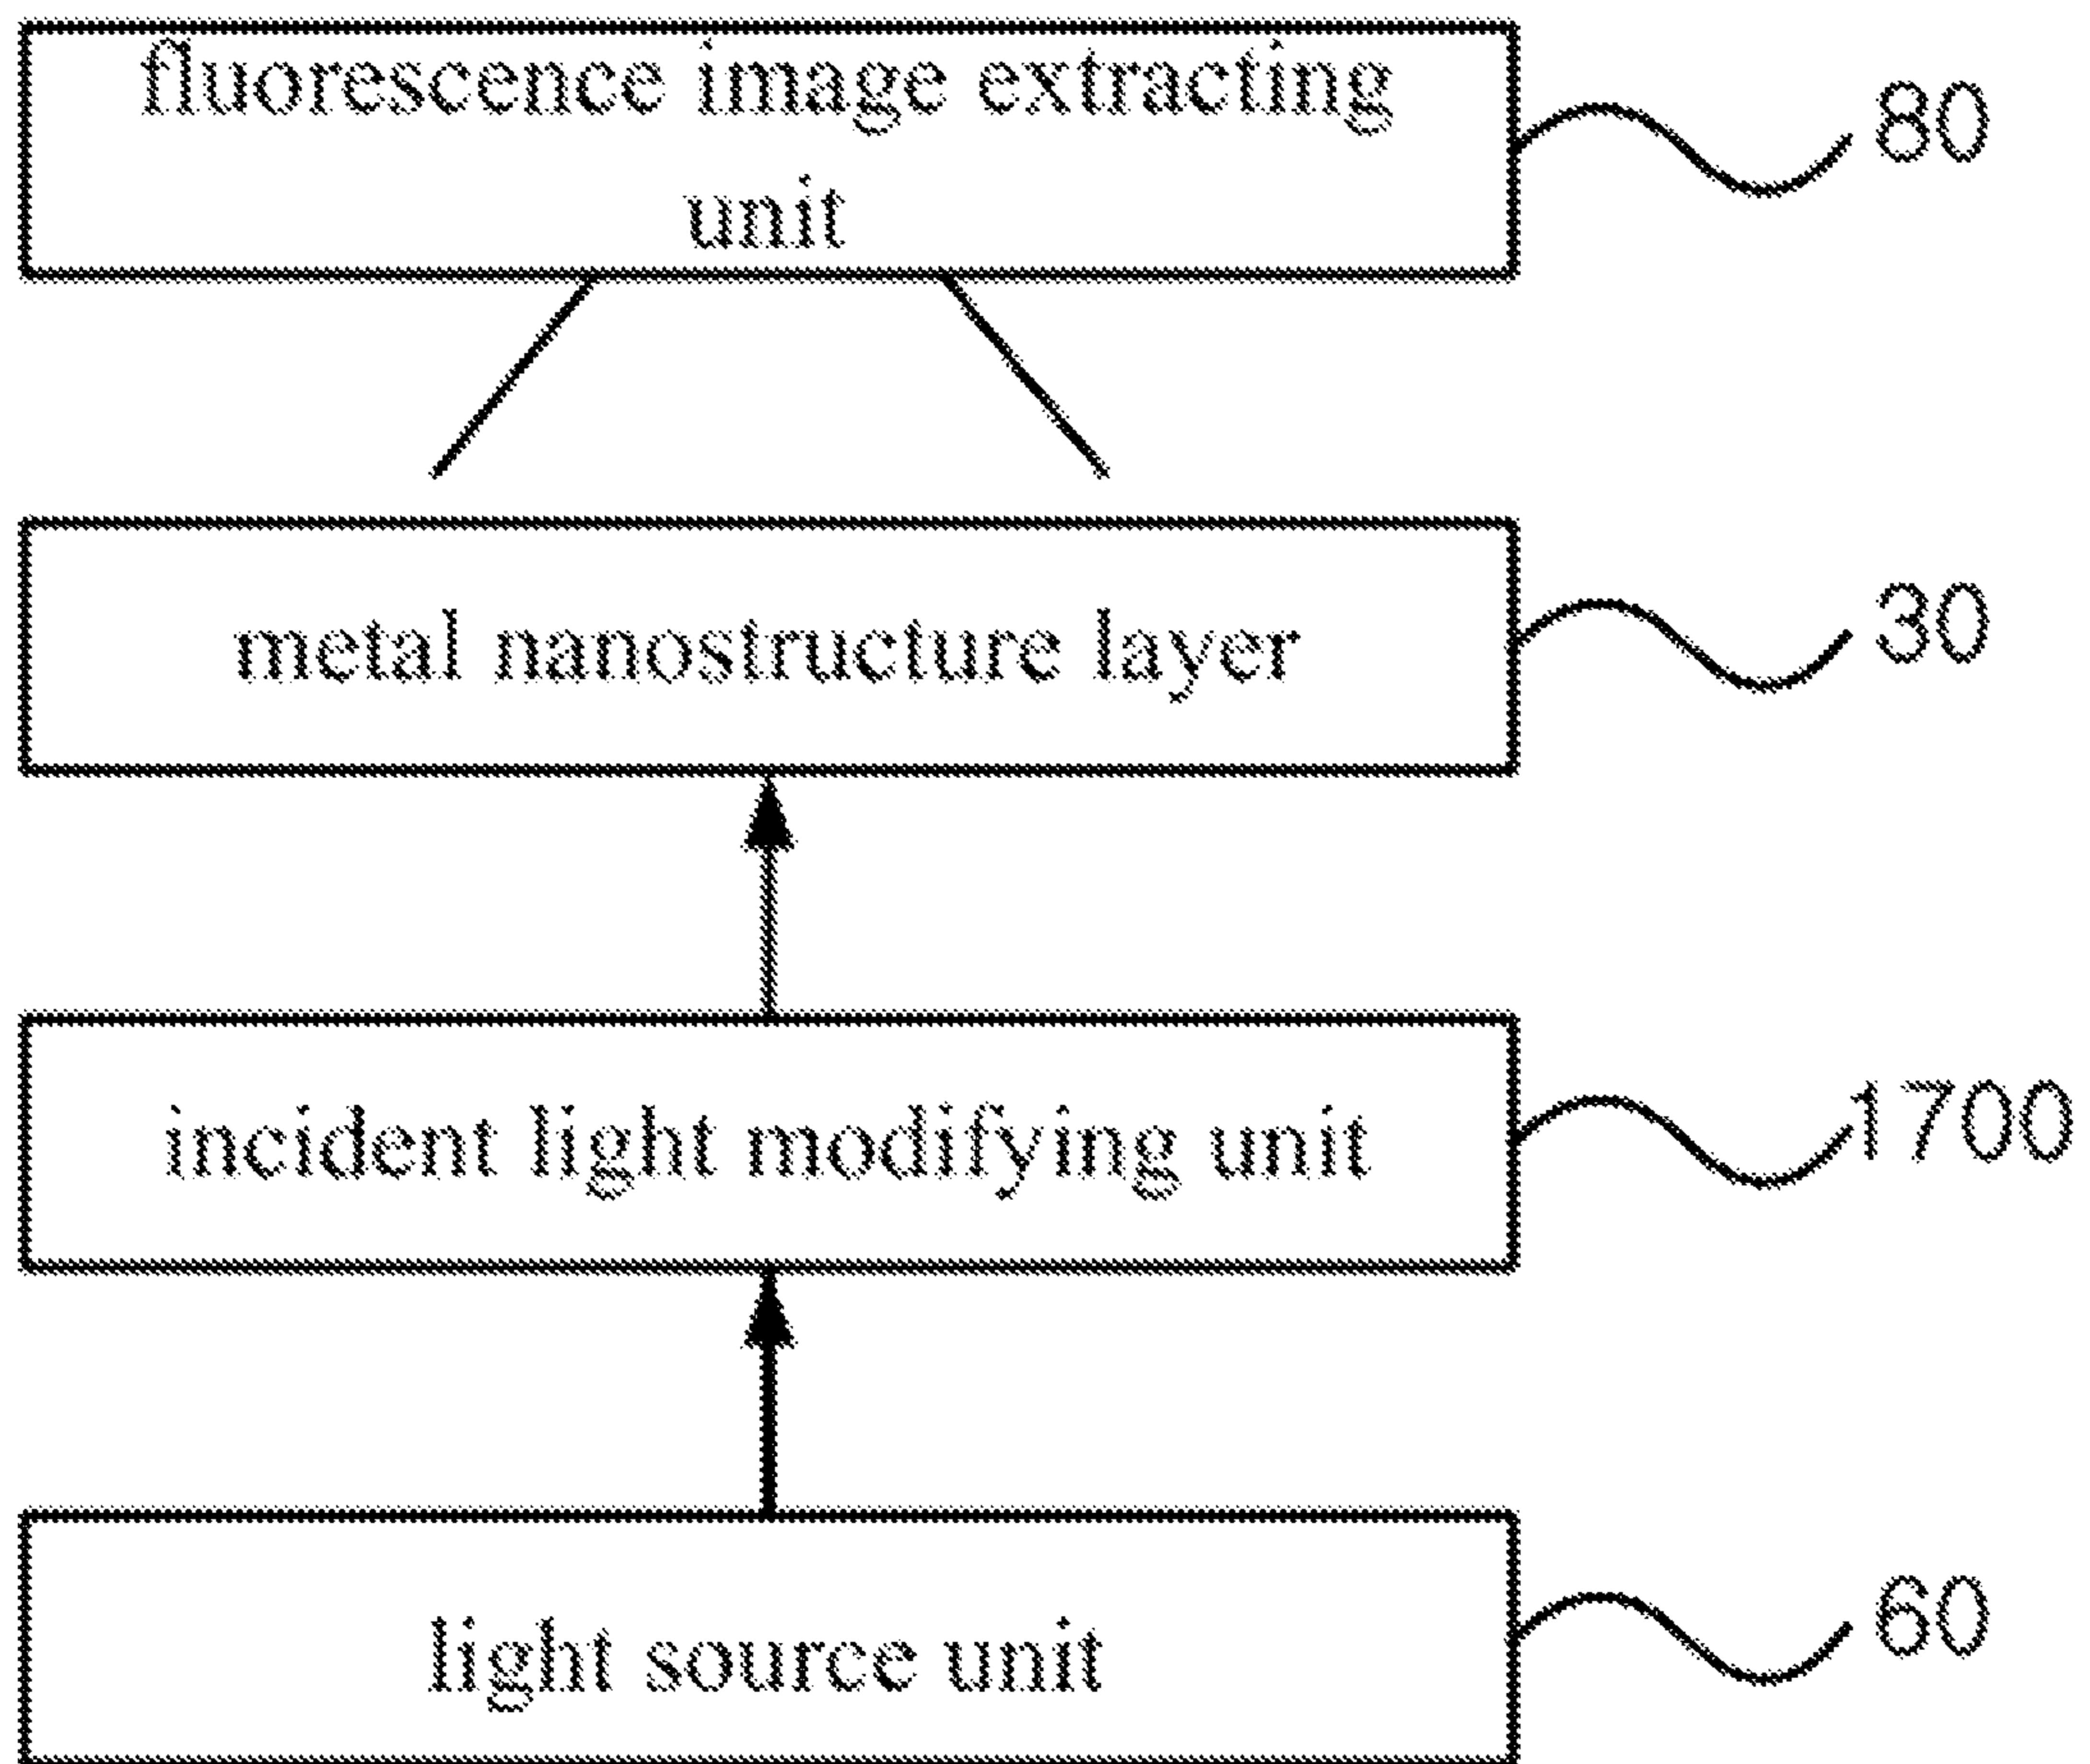 fluorescence image extracting
unit
80
metal nanostructure layer
30
incident light modifying unit
1700
light source unit
60